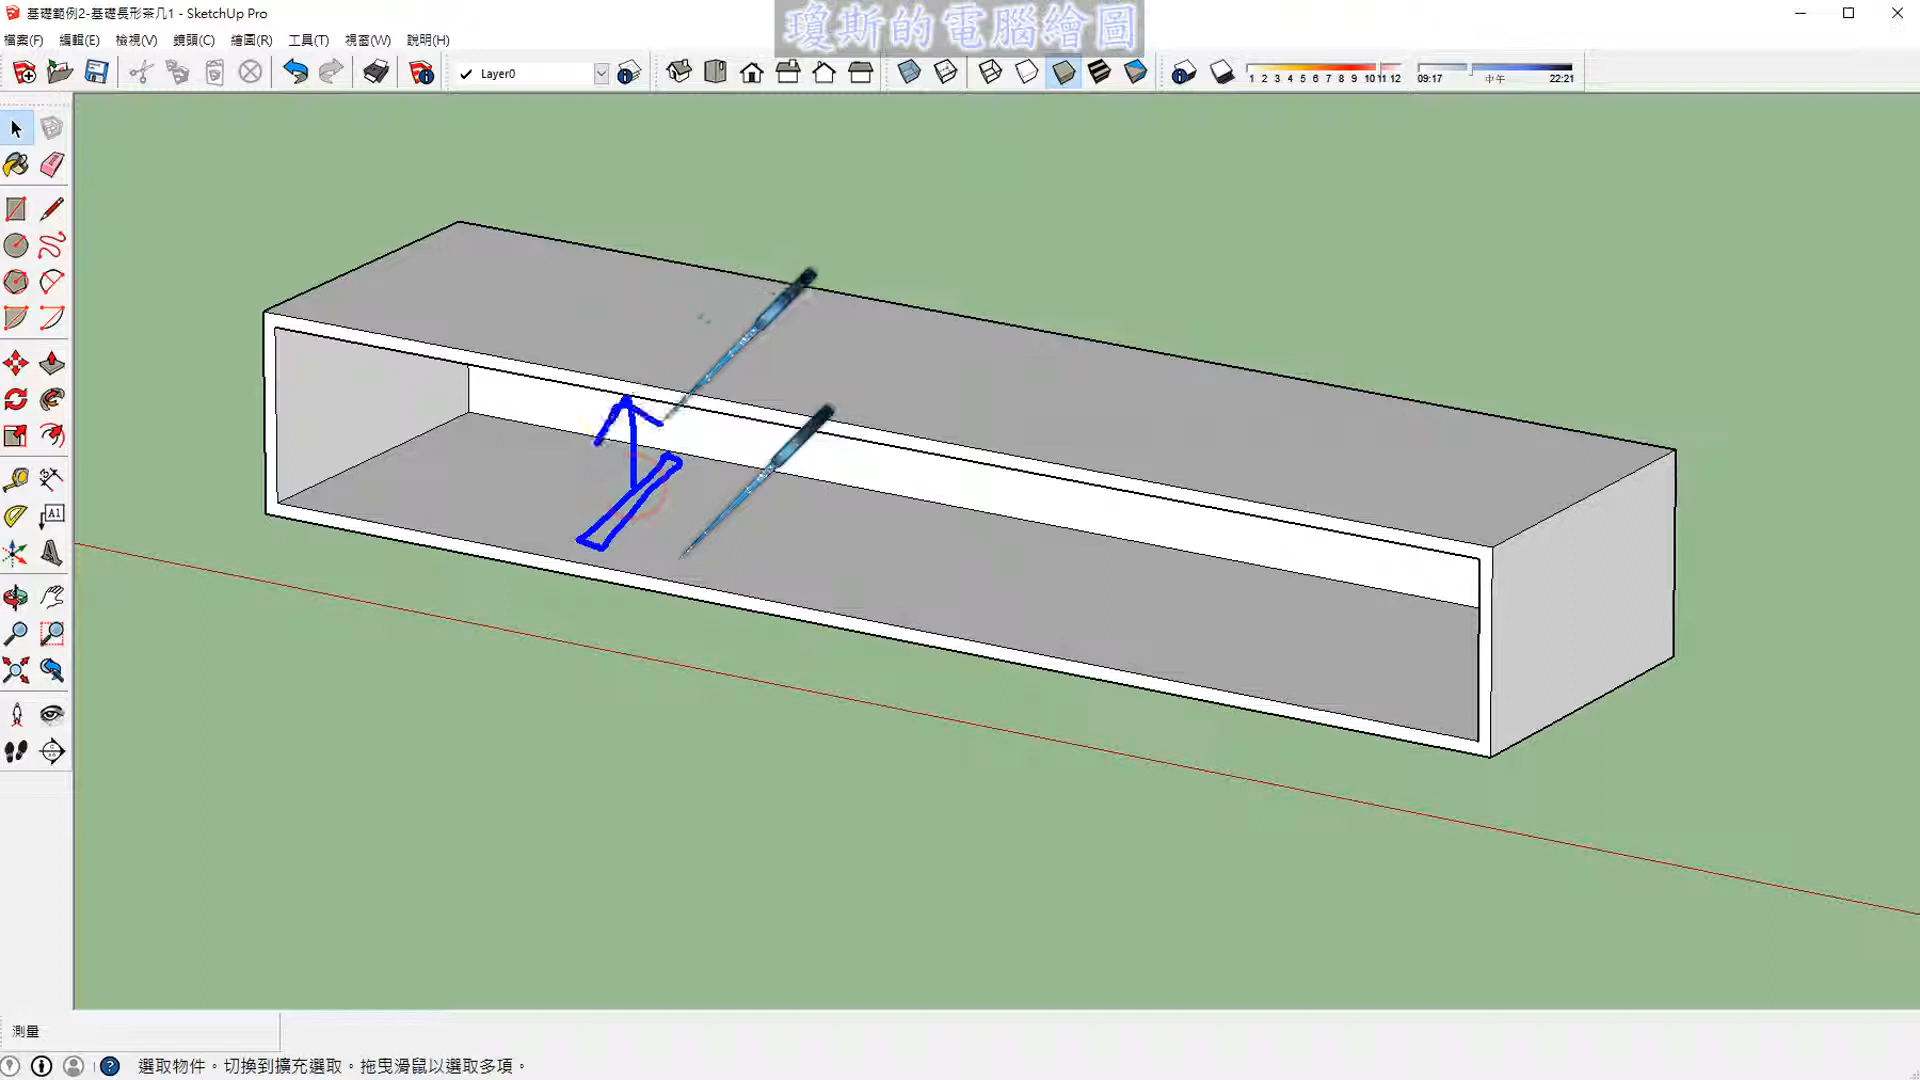 基礎範例2-基礎長形茶几1 - SketchUp Pro
瓊斯的電腦繪圖
檔案(F) 編輯(E) 檢視(V) 鏡頭(C) 繪圖(R) 工具(T) 視窗(W) 說明(H)
Layer0
1 2 3 4 5 6 7 8 9 10 11 12
09:17 中午 22:21
A1
測量
選取物件。切換到擴充選取。拖曳滑鼠以選取多項。